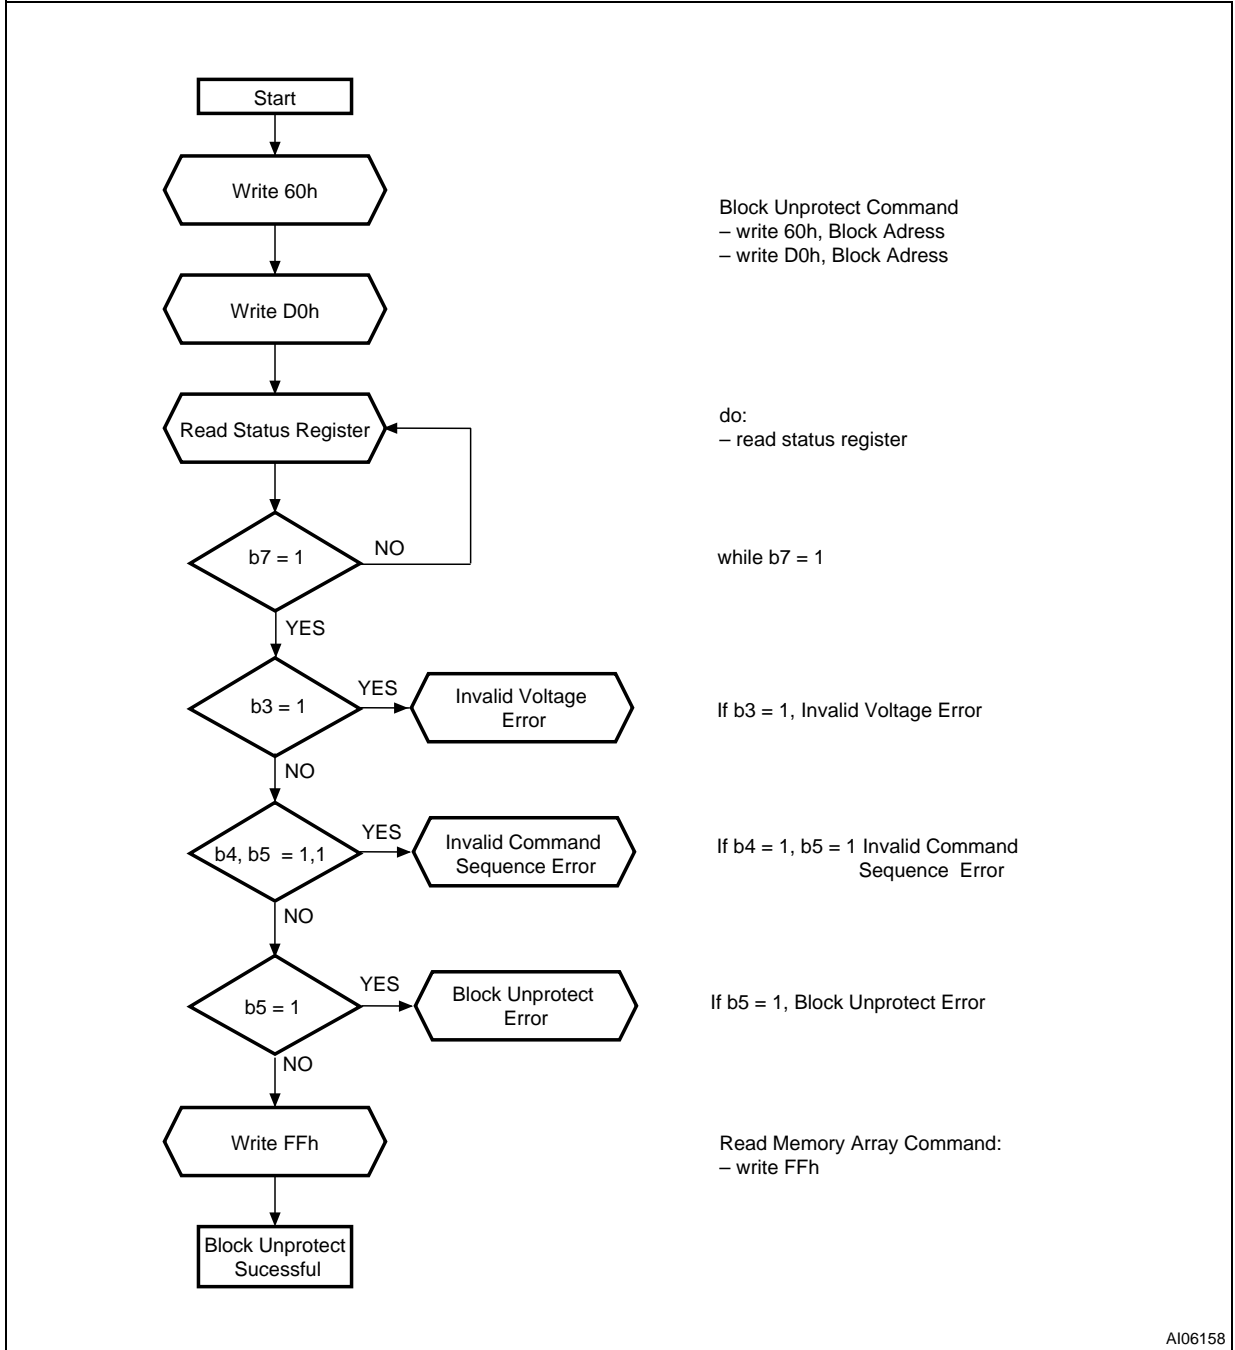 Start
Write 60h
Block Unprotect Command
– write 60h, Block Adress
– write D0h, Block Adress
Write D0h
Read Status Register
do:
– read status register
b7 = 1
NO
while b7 = 1
YES
b3 = 1
YES
Invalid Voltage
Error
If b3 = 1, Invalid Voltage Error
NO
b4, b5 = 1,1
YES
Invalid Command
Sequence Error
If b4 = 1, b5 = 1 Invalid Command
Sequence Error
NO
b5 = 1
YES
Block Unprotect
Error
If b5 = 1, Block Unprotect Error
NO
Write FFh
Read Memory Array Command:
– write FFh
Block Unprotect
Sucessful
AI06158